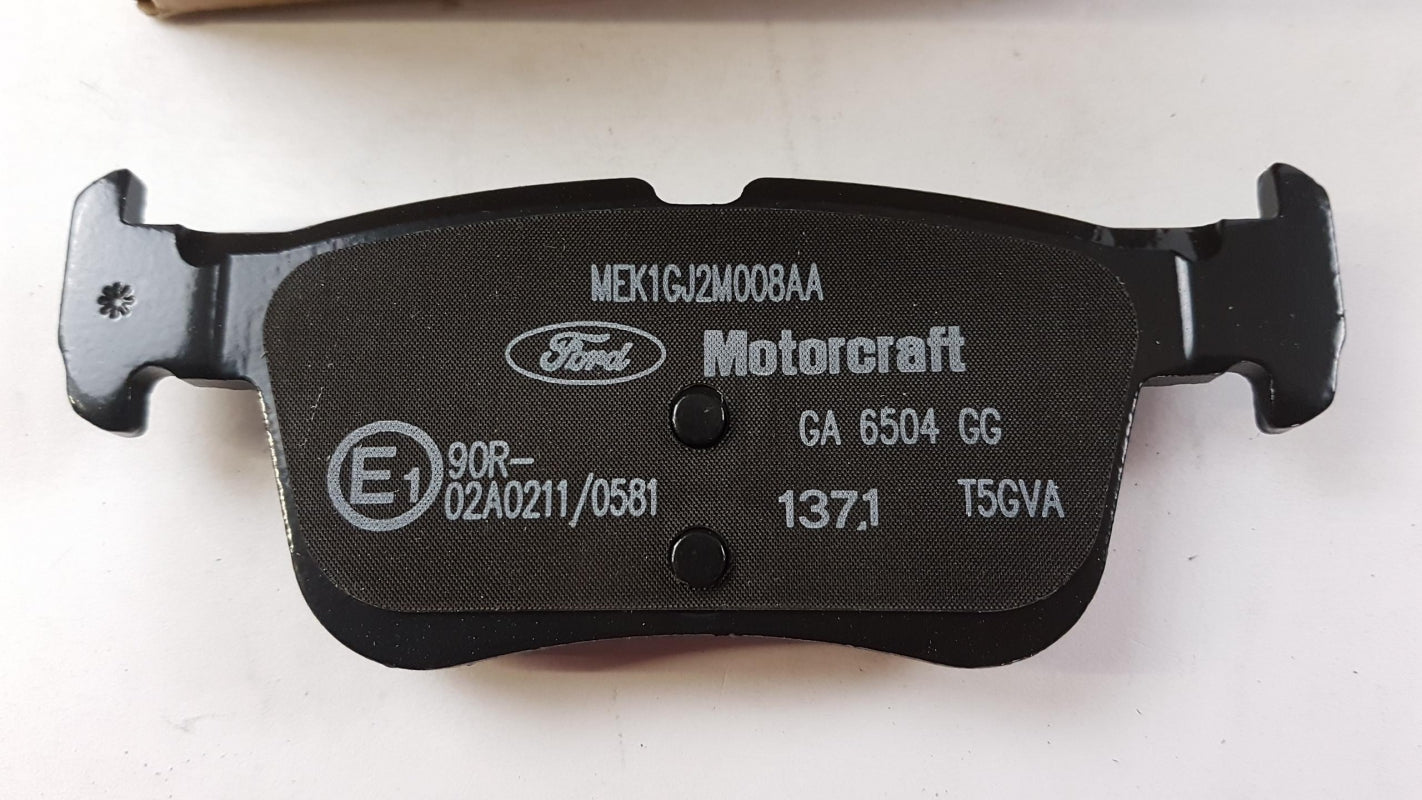 MEK1GJ2M008AA
Ford Motorcraft
GA 6504 GG
E1 90R-
02A0211/0581
137,1 T5GVA